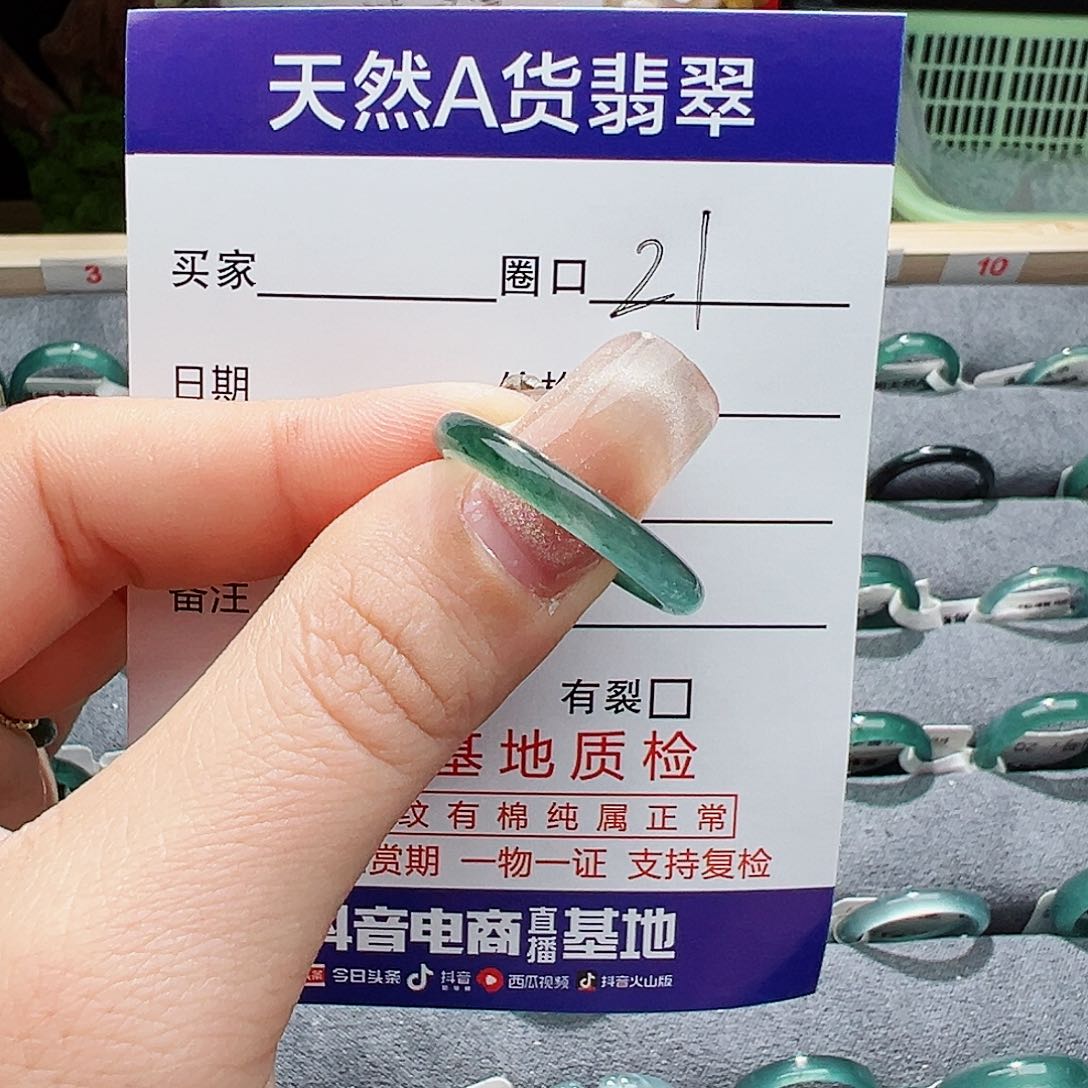 天然A货翡翠
3
10
买家 圈口 21
日期
备注
有裂
基地质检
纹有棉纯属正常
赏期 一物一证 支持复检
抖音电商直播基地
今日头条 抖音 西瓜视频 抖音火山版